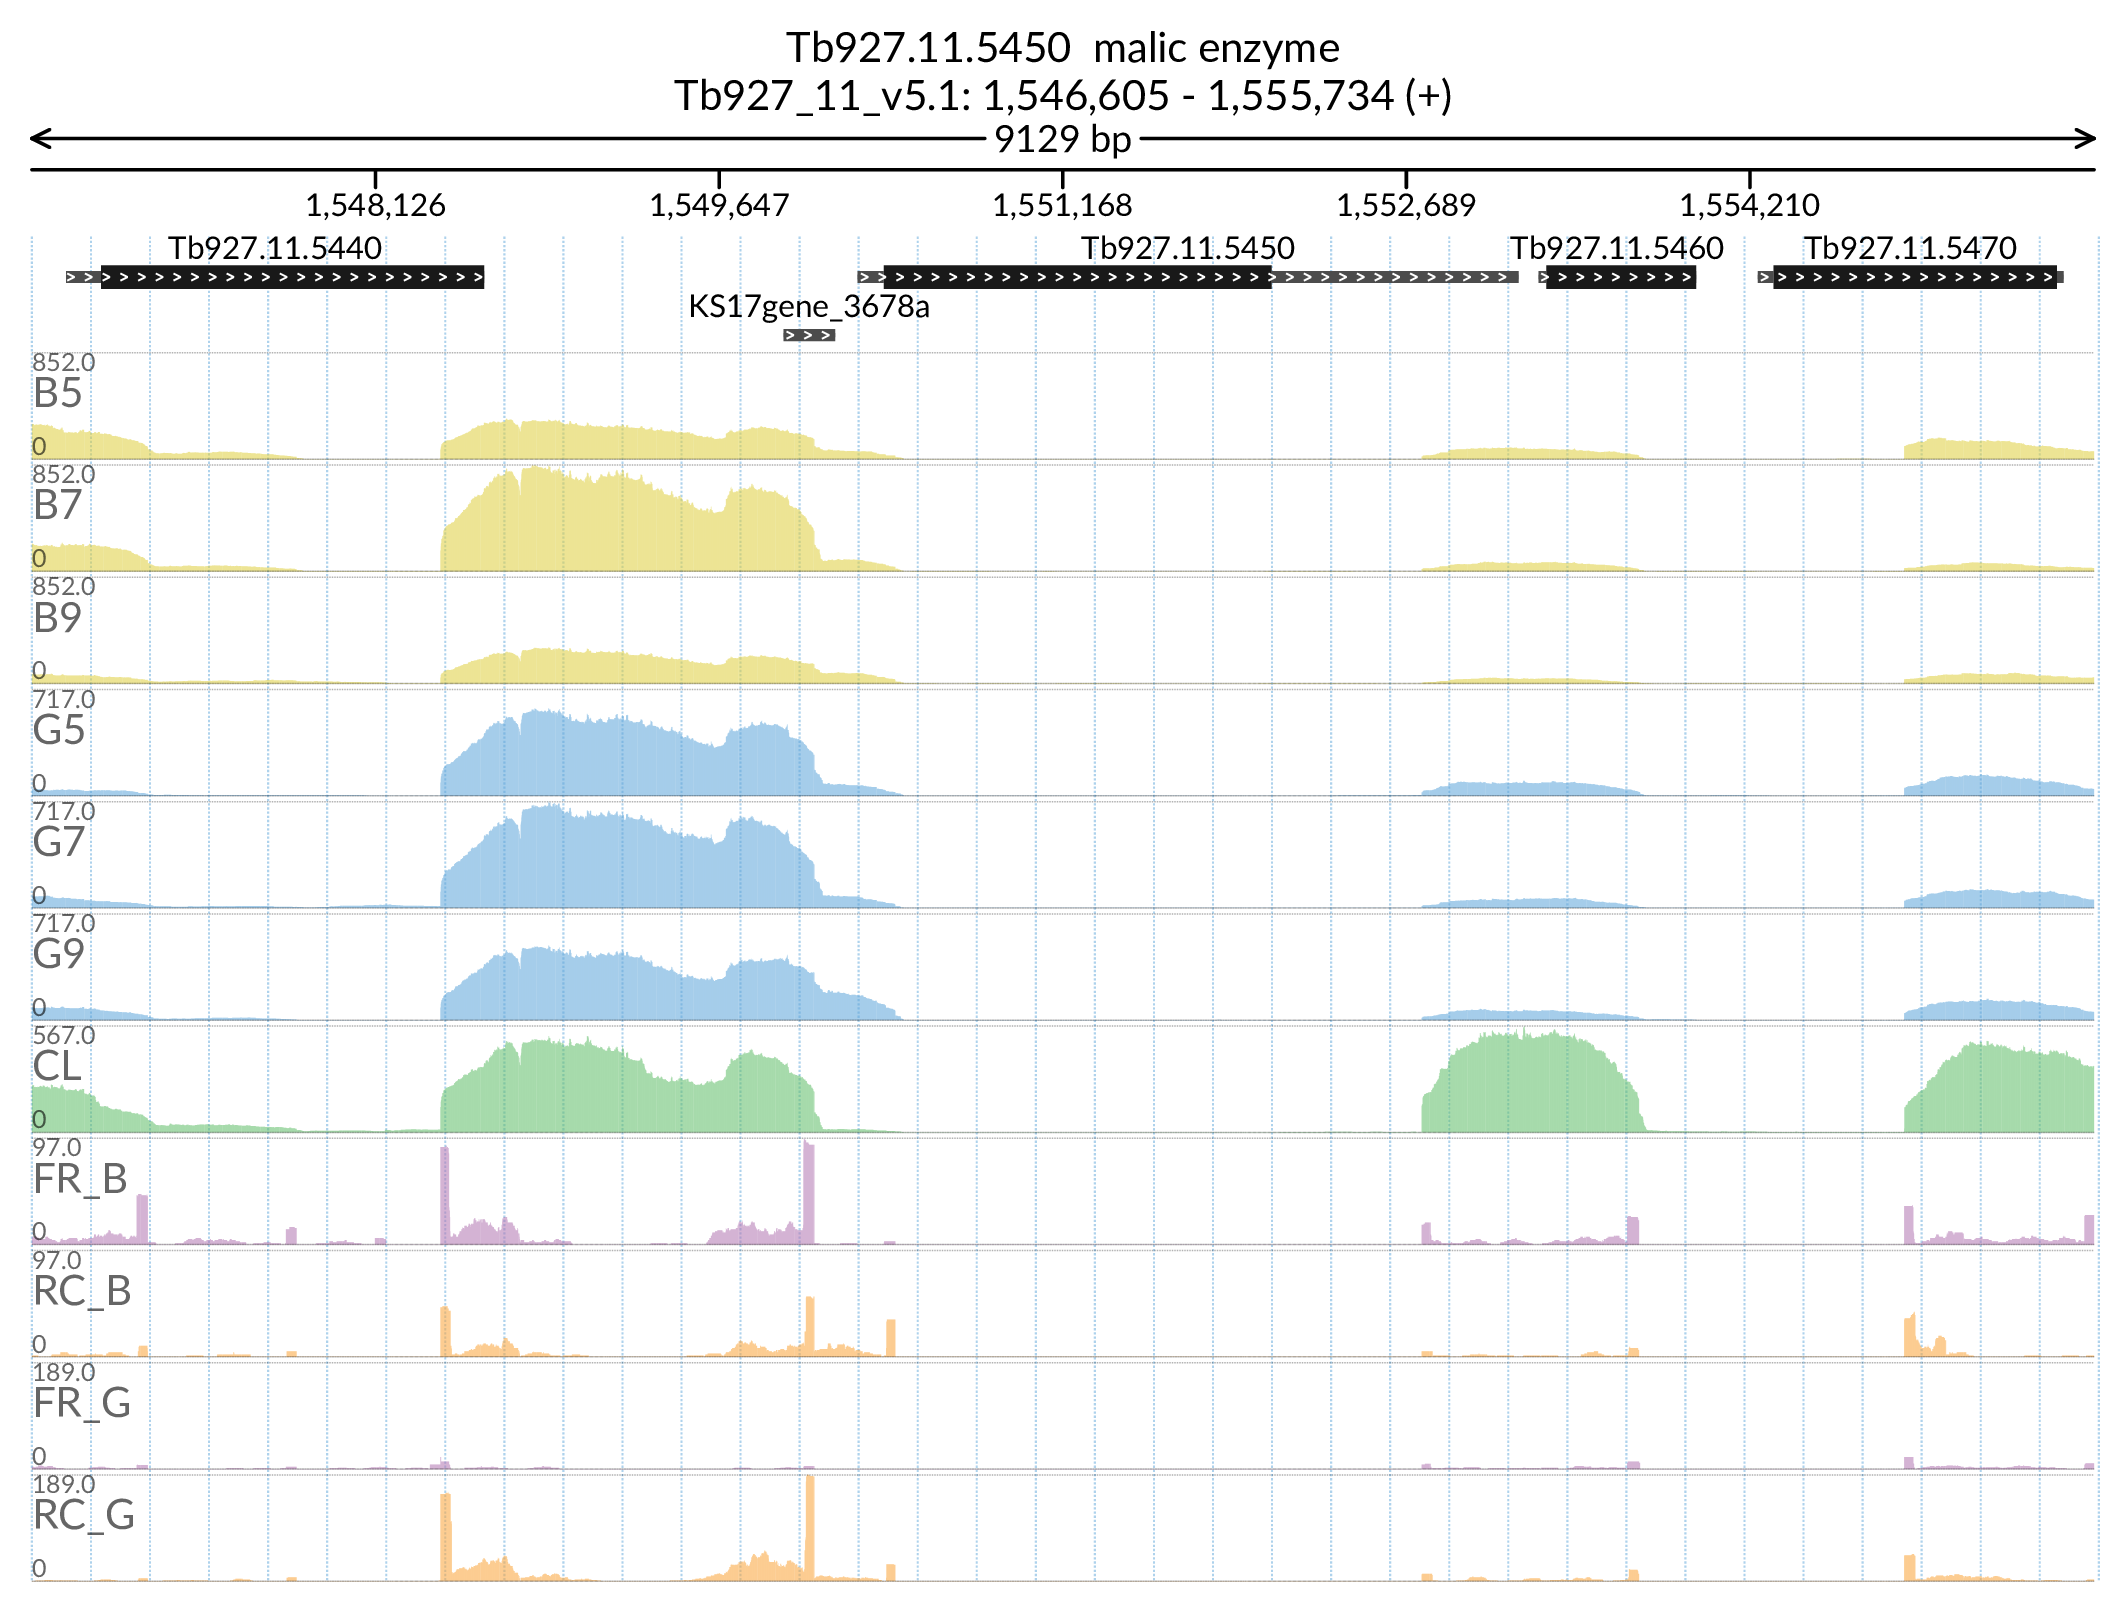 Tb927.11.5450  malic enzyme
Tb927_11_v5.1: 1,546,605 - 1,555,734 (+)
9129 bp
1,548,126 1,549,647 1,551,168 1,552,689 1,554,210
Tb927.11.5440 Tb927.11.5450 Tb927.11.5460 Tb927.11.5470
KS17gene_3678a
852.0
B5
0
852.0
B7
0
852.0
B9
0
717.0
G5
0
717.0
G7
0
717.0
G9
0
567.0
CL
0
97.0
FR_B
0
97.0
RC_B
0
189.0
FR_G
0
189.0
RC_G
0